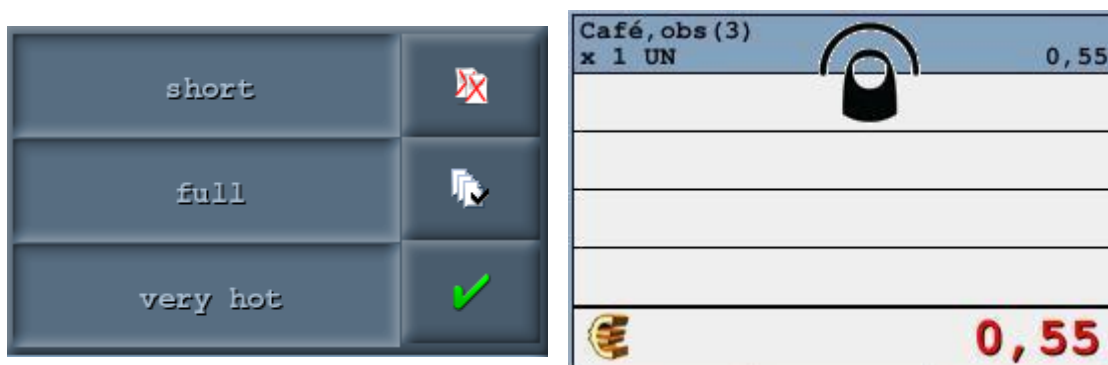 short
full
very hot
Café,obs(3)
x 1 UN 0,55
0,55